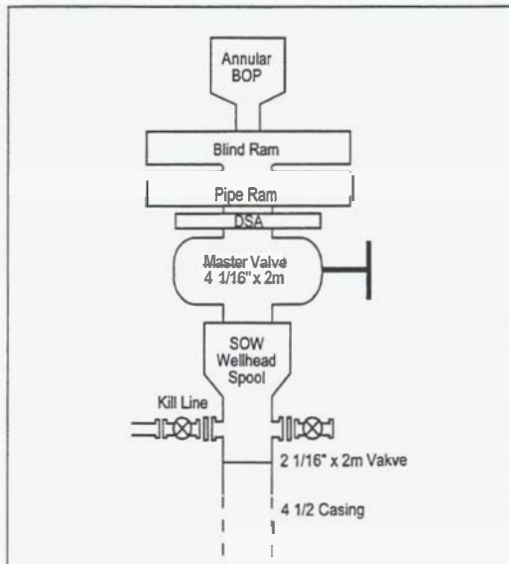 Annular
BOP
Blind Ram
Pipe Ram
DSA
Master Valve
4 1/16" x 2m
SOW
Wellhead
Spool
Kill Line
2 1/16" x 2m Vakve
4 1/2 Casing